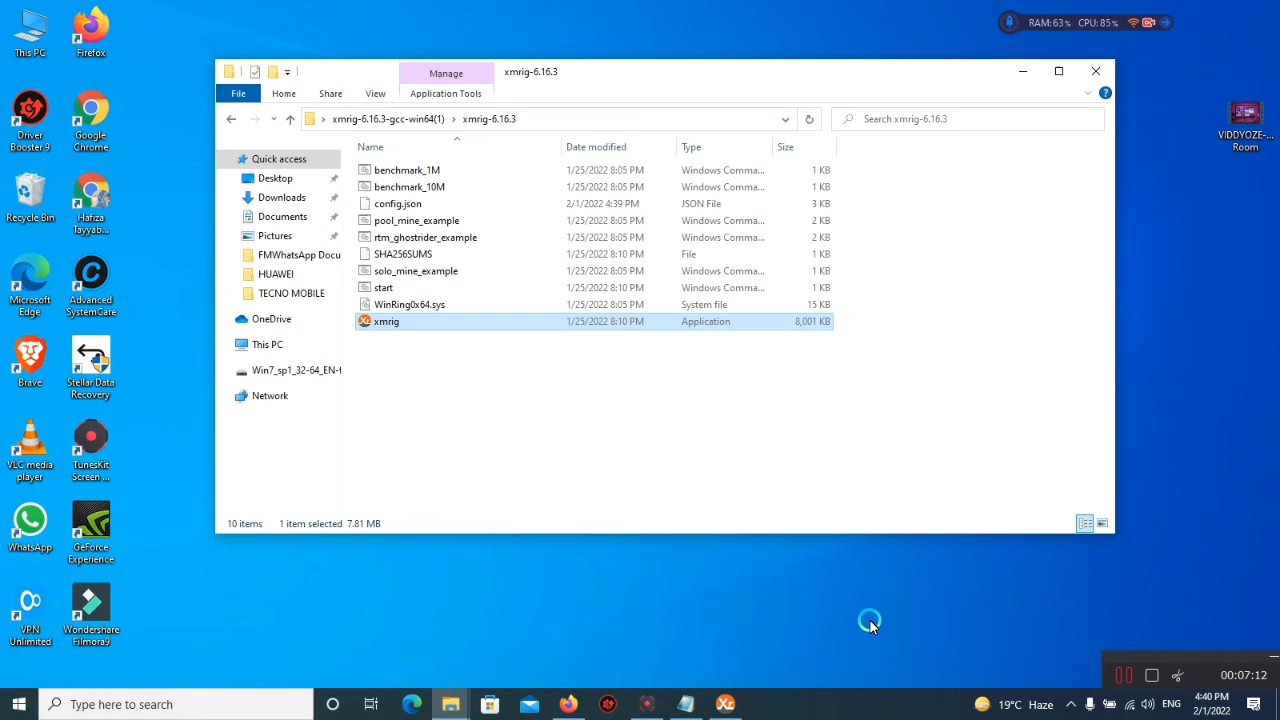 This PC
Firefox
Driver
Booster 9
Google
Chrome
Recycle Bin
Hafiza
Tayyab...
Microsoft
Edge
Advanced
SystemCare
Brave
Stellar Data
Recovery
VLC media
player
TunesKit
Screen ...
WhatsApp
GeForce
Experience
VPN
Unlimited
Wondershare
Filmora9
RAM:63% CPU:85%
VIDDYOZE-...
Room
Manage
xmrig-6.16.3
File
Home
Share
View
Application Tools
xmrig-6.16.3-gcc-win64(1) > xmrig-6.16.3
Search xmrig-6.16.3
Name Date modified Type Size
Quick access
Desktop
Downloads
Documents
Pictures
FMWhatsApp Docu
HUAWEI
TECNO MOBILE
OneDrive
This PC
Win7_sp1_32-64_EN-f
Network
benchmark_1M 1/25/2022 8:05 PM Windows Comma... 1 KB
benchmark_10M 1/25/2022 8:05 PM Windows Comma... 1 KB
config.json 2/1/2022 4:39 PM JSON File 3 KB
pool_mine_example 1/25/2022 8:05 PM Windows Comma... 2 KB
rtm_ghostrider_example 1/25/2022 8:05 PM Windows Comma... 2 KB
SHA256SUMS 1/25/2022 8:10 PM File 1 KB
solo_mine_example 1/25/2022 8:05 PM Windows Comma... 1 KB
start 1/25/2022 8:10 PM Windows Comma... 1 KB
WinRing0x64.sys 1/25/2022 8:05 PM System file 15 KB
xmrig 1/25/2022 8:10 PM Application 8,001 KB
10 items 1 item selected 7.81 MB
00:07:12
Type here to search
19°C Haze
ENG
4:40 PM
2/1/2022